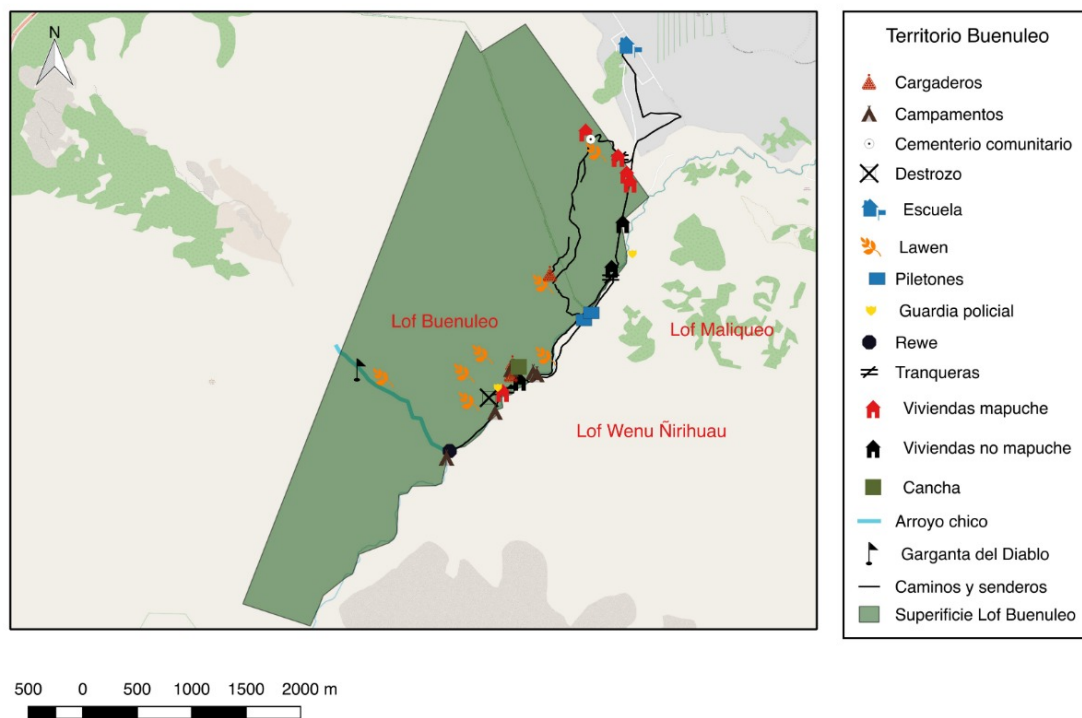 N
Lof Buenuleo
Lof Maliqueo
Lof Wenu Ñirihuau
Territorio Buenuleo
Cargaderos
Campamentos
Cementerio comunitario
Destrozo
Escuela
Lawen
Piletones
Guardia policial
Rewe
Tranqueras
Viviendas mapuche
Viviendas no mapuche
Cancha
Arroyo chico
Garganta del Diablo
Caminos y senderos
Superificie Lof Buenuleo
500 0 500 1000 1500 2000 m